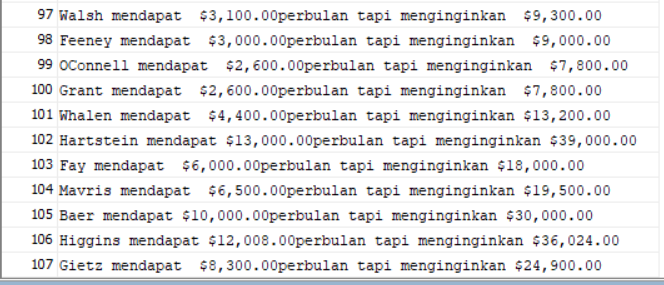 97 Walsh mendapat  $3,100.00perbulan tapi menginginkan  $9,300.00
98 Feeney mendapat  $3,000.00perbulan tapi menginginkan  $9,000.00
99 OConnell mendapat  $2,600.00perbulan tapi menginginkan  $7,800.00
100 Grant mendapat  $2,600.00perbulan tapi menginginkan  $7,800.00
101 Whalen mendapat  $4,400.00perbulan tapi menginginkan $13,200.00
102 Hartstein mendapat $13,000.00perbulan tapi menginginkan $39,000.00
103 Fay mendapat  $6,000.00perbulan tapi menginginkan $18,000.00
104 Mavris mendapat  $6,500.00perbulan tapi menginginkan $19,500.00
105 Baer mendapat $10,000.00perbulan tapi menginginkan $30,000.00
106 Higgins mendapat $12,008.00perbulan tapi menginginkan $36,024.00
107 Gietz mendapat  $8,300.00perbulan tapi menginginkan $24,900.00